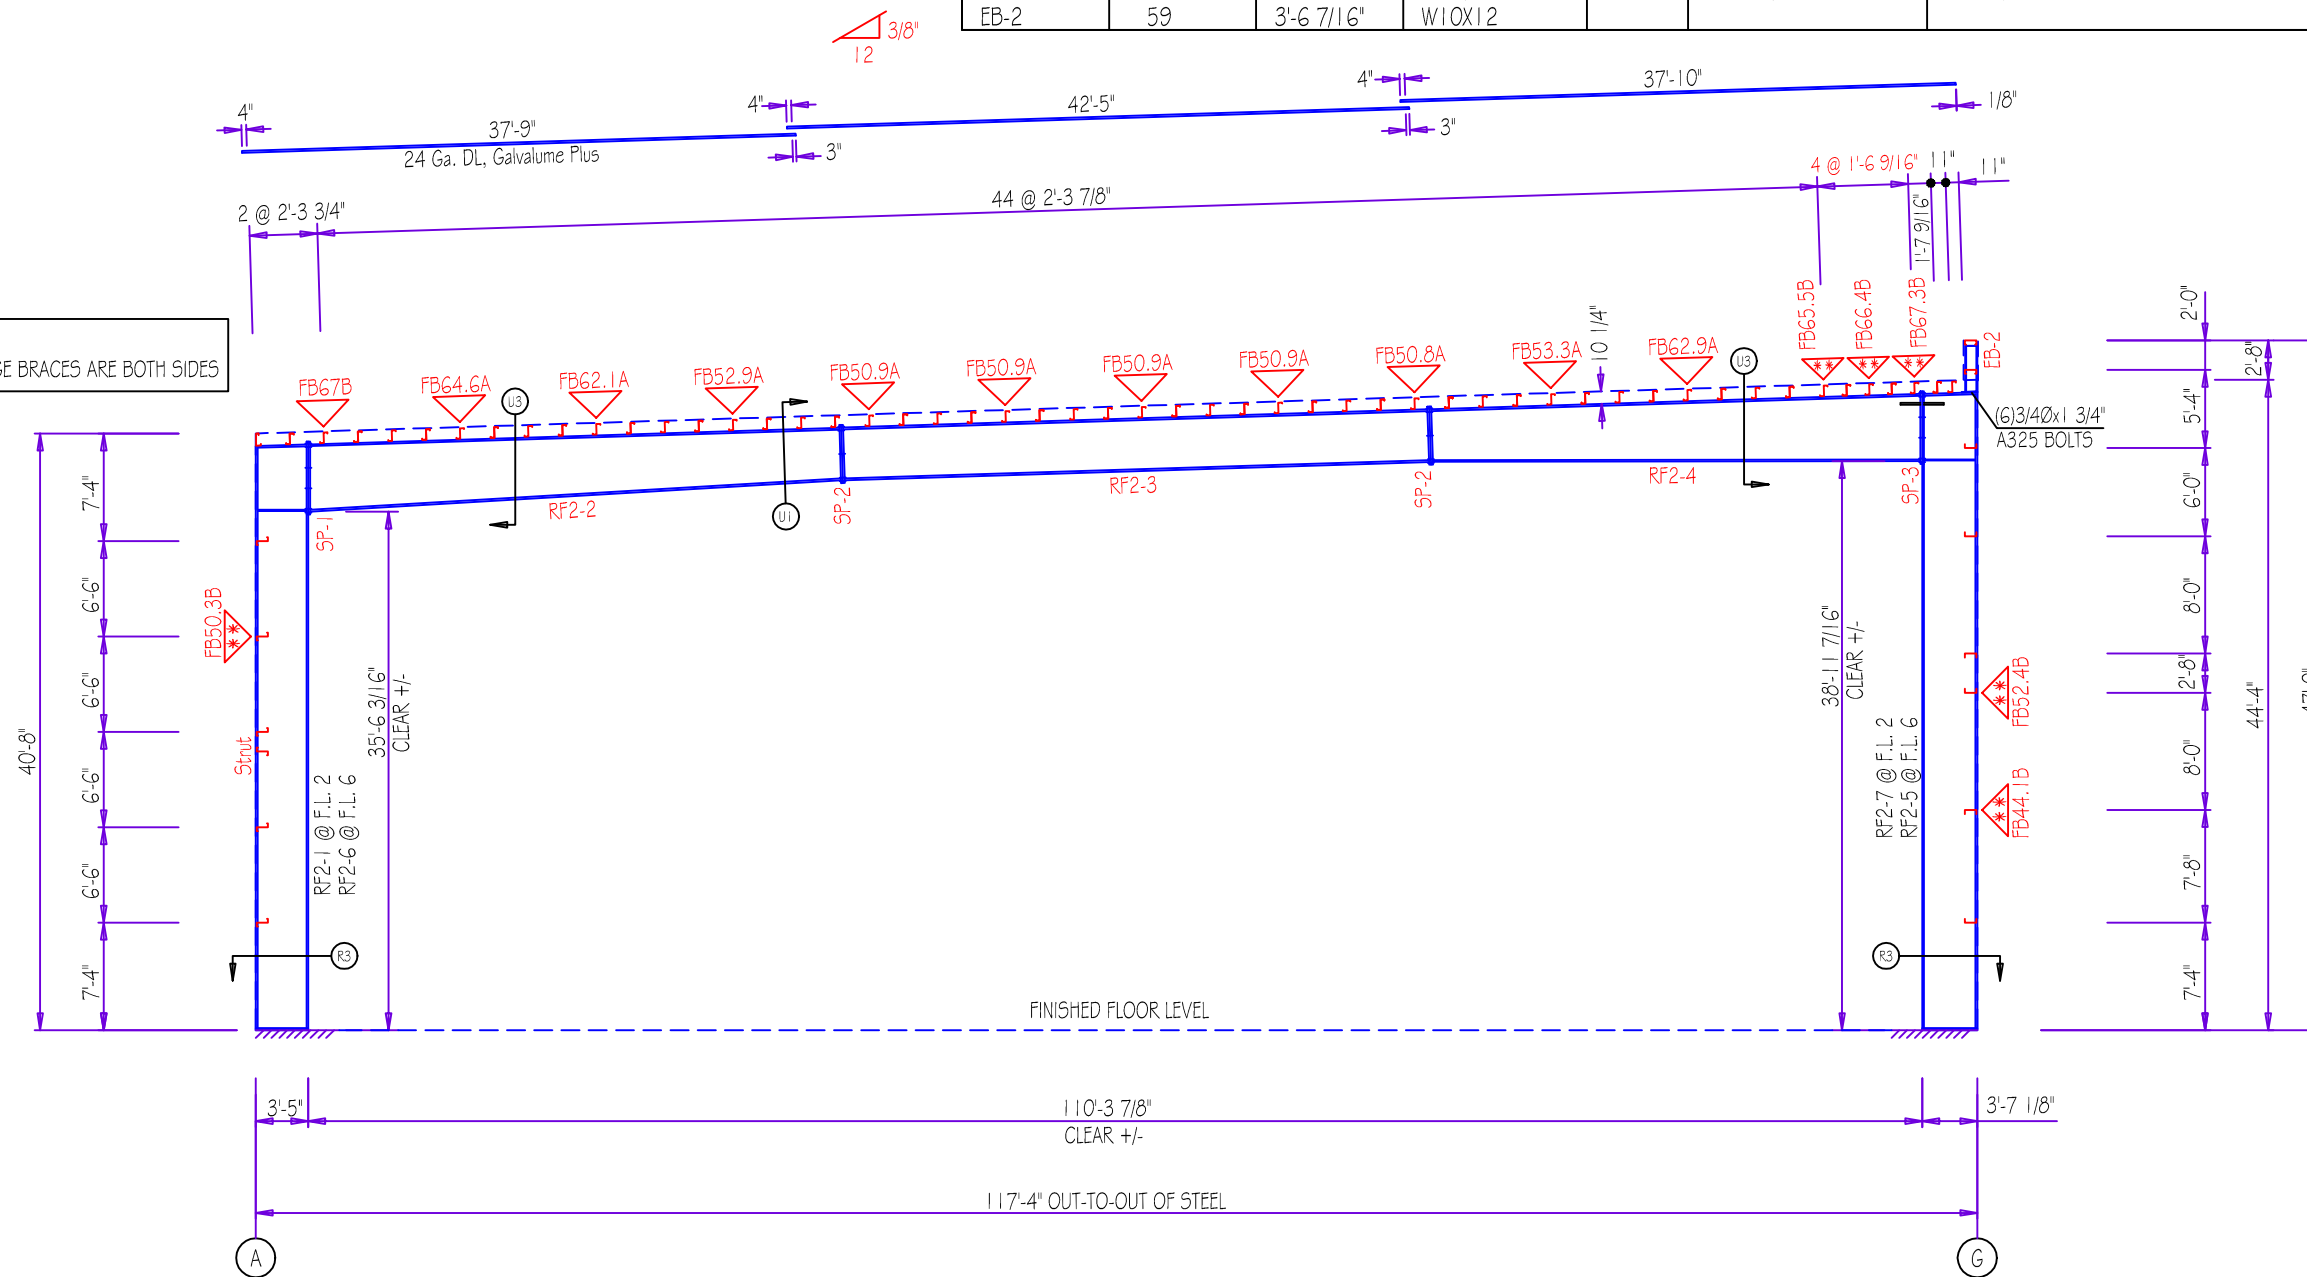 EB-2 59 3'-6 7/16" W10X12
3/8"
12
4" 37'-9" 4" 42'-5" 4" 37'-10" 1/8"
24 Ga. DL, Galvalume Plus 3" 3"
2 @ 2'-3 3/4" 44 @ 2'-3 7/8" 4 @ 1'-6 9/16" 11" 11"
1'-7 9/16"
GE BRACES ARE BOTH SIDES
FB67B FB64.6A FB62.1A FB52.9A FB50.9A FB50.9A FB50.9A FB50.9A FB50.8A FB53.3A FB62.9A FB65.5B FB66.4B FB67.3B
U3 U3
10 1/4"
EB-2
(6)3/4Øx1 3/4"
A325 BOLTS
SP-1 RF2-2 U1 SP-2 RF2-3 SP-2 RF2-4 SP-3
40'-8"
7'-4"
6'-6"
6'-6"
6'-6"
6'-6"
7'-4"
FB50.3B
**
Strut
RF2-1 @ F.L. 2
RF2-6 @ F.L. 6
35'-6 3/16"
CLEAR +/-
R3
FINISHED FLOOR LEVEL
38'-11 7/16"
CLEAR +/-
RF2-7 @ F.L. 2
RF2-5 @ F.L. 6
R3
**
**
**
FB52.4B
**
FB44.1B
**
2'-0"
5'-4"
6'-0"
8'-0"
2'-8"
8'-0"
7'-8"
7'-4"
2'-8"
44'-4"
3'-5" 110'-3 7/8" 3'-7 1/8"
CLEAR +/-
117'-4" OUT-TO-OUT OF STEEL
A G